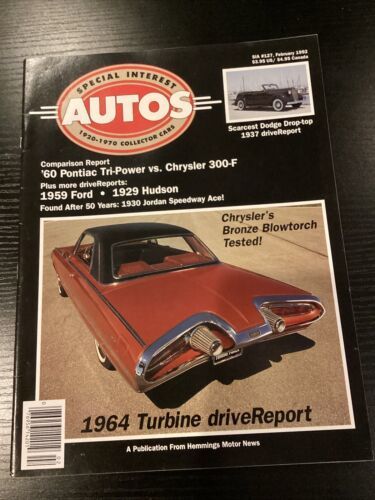 SIA #127, February 1992
$3.95 US/ $4.95 Canada
SPECIAL INTEREST
AUTOS
1920-1970 COLLECTOR CARS
Scarcest Dodge Drop-top
1937 driveReport
Comparison Report
'60 Pontiac Tri-Power vs. Chrysler 300-F
Plus more driveReports:
1959 Ford • 1929 Hudson
Found After 50 Years: 1930 Jordan Speedway Ace!
Chrysler's
Bronze Blowtorch
Tested!
1964 Turbine driveReport
A Publication From Hemmings Motor News